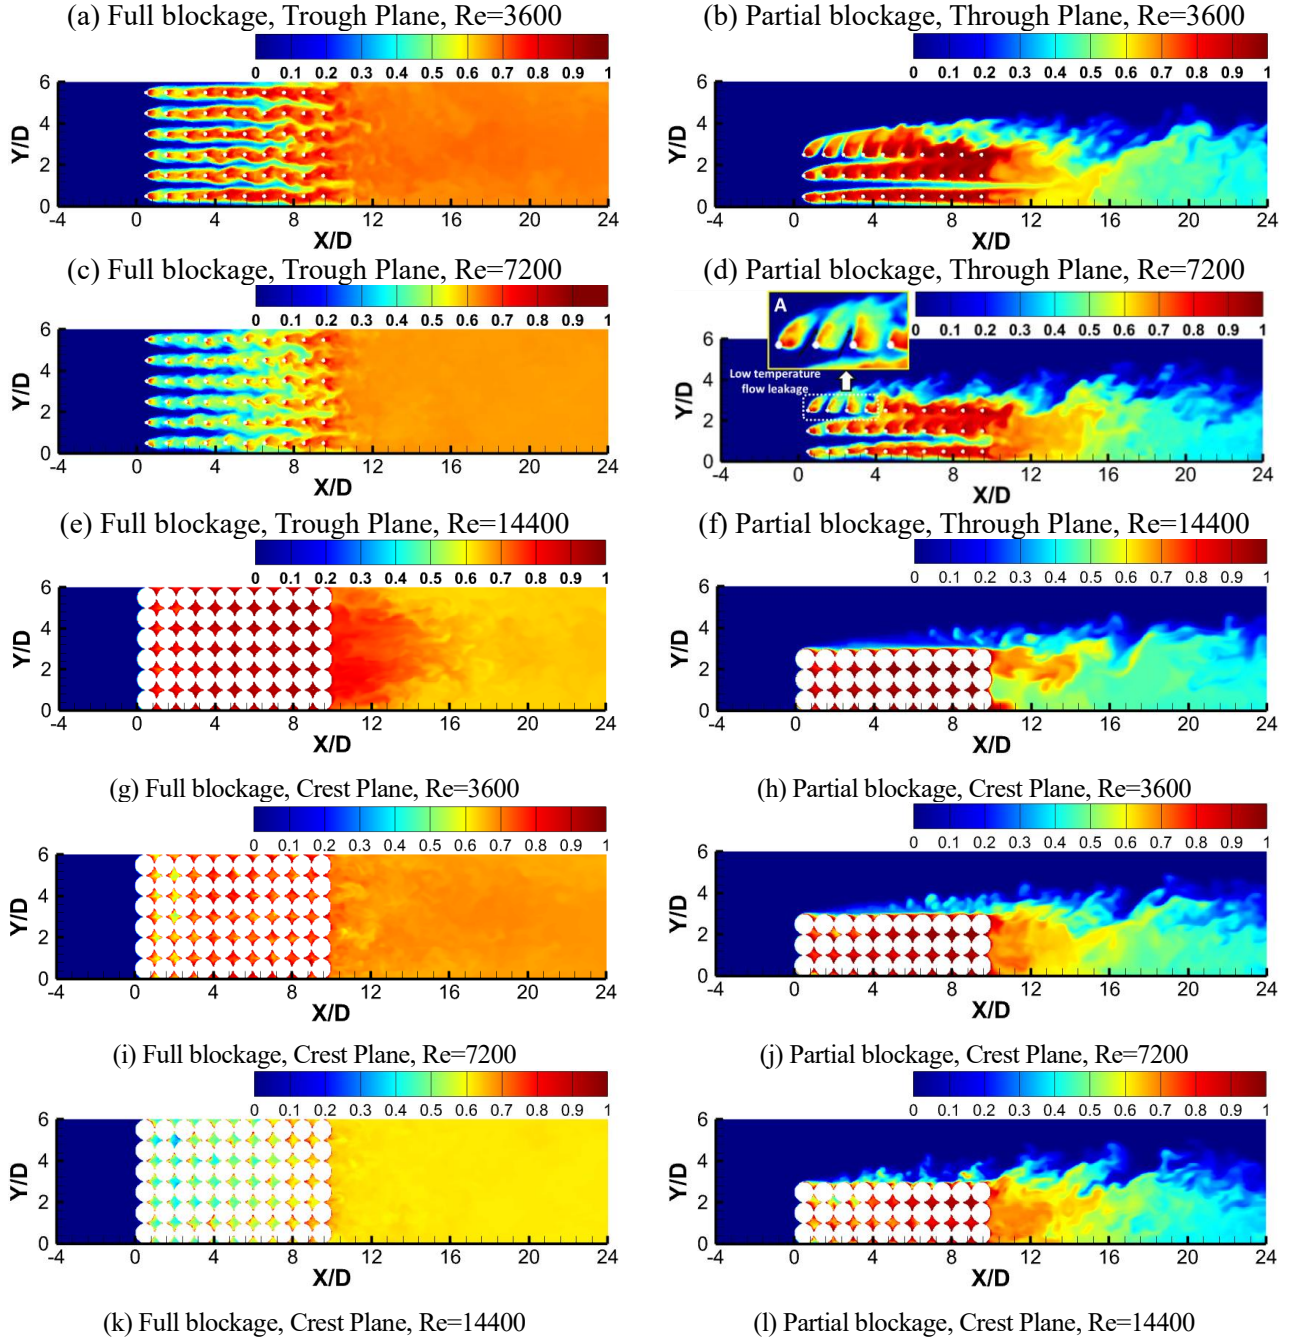 (a) Full blockage, Trough Plane, Re=3600
(b) Partial blockage, Through Plane, Re=3600
0 0.1 0.2 0.3 0.4 0.5 0.6 0.7 0.8 0.9 1
0 0.1 0.2 0.3 0.4 0.5 0.6 0.7 0.8 0.9 1
6
4
2
0
Y/D
-4 0 4 8 12 16 20 24
X/D
6
4
2
0
Y/D
-4 0 4 8 12 16 20 24
X/D
(c) Full blockage, Trough Plane, Re=7200
(d) Partial blockage, Through Plane, Re=7200
0 0.1 0.2 0.3 0.4 0.5 0.6 0.7 0.8 0.9 1
A
0 0.1 0.2 0.3 0.4 0.5 0.6 0.7 0.8 0.9 1
6
4
2
0
Y/D
-4 0 4 8 12 16 20 24
X/D
Low temperature
flow leakage
6
4
2
0
Y/D
-4 0 4 8 12 16 20 24
X/D
(e) Full blockage, Trough Plane, Re=14400
(f) Partial blockage, Through Plane, Re=14400
0 0.1 0.2 0.3 0.4 0.5 0.6 0.7 0.8 0.9 1
0 0.1 0.2 0.3 0.4 0.5 0.6 0.7 0.8 0.9 1
6
4
2
0
Y/D
-4 0 4 8 12 16 20 24
X/D
6
4
2
0
Y/D
-4 0 4 8 12 16 20 24
X/D
(g) Full blockage, Crest Plane, Re=3600
(h) Partial blockage, Crest Plane, Re=3600
0 0.1 0.2 0.3 0.4 0.5 0.6 0.7 0.8 0.9 1
0 0.1 0.2 0.3 0.4 0.5 0.6 0.7 0.8 0.9 1
6
4
2
0
Y/D
-4 0 4 8 12 16 20 24
X/D
6
4
2
0
Y/D
-4 0 4 8 12 16 20 24
X/D
(i) Full blockage, Crest Plane, Re=7200
(j) Partial blockage, Crest Plane, Re=7200
0 0.1 0.2 0.3 0.4 0.5 0.6 0.7 0.8 0.9 1
0 0.1 0.2 0.3 0.4 0.5 0.6 0.7 0.8 0.9 1
6
4
2
0
Y/D
-4 0 4 8 12 16 20 24
X/D
6
4
2
0
Y/D
-4 0 4 8 12 16 20 24
X/D
(k) Full blockage, Crest Plane, Re=14400
(l) Partial blockage, Crest Plane, Re=14400